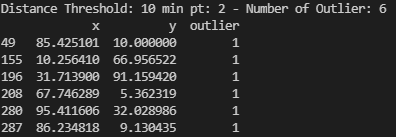 Distance Threshold: 10 min pt: 2 - Number of Outlier: 6
x y outlier
49 85.425101 10.000000 1
155 10.256410 66.956522 1
196 31.713900 91.159420 1
208 67.746289 5.362319 1
280 95.411606 32.028986 1
287 86.234818 9.130435 1